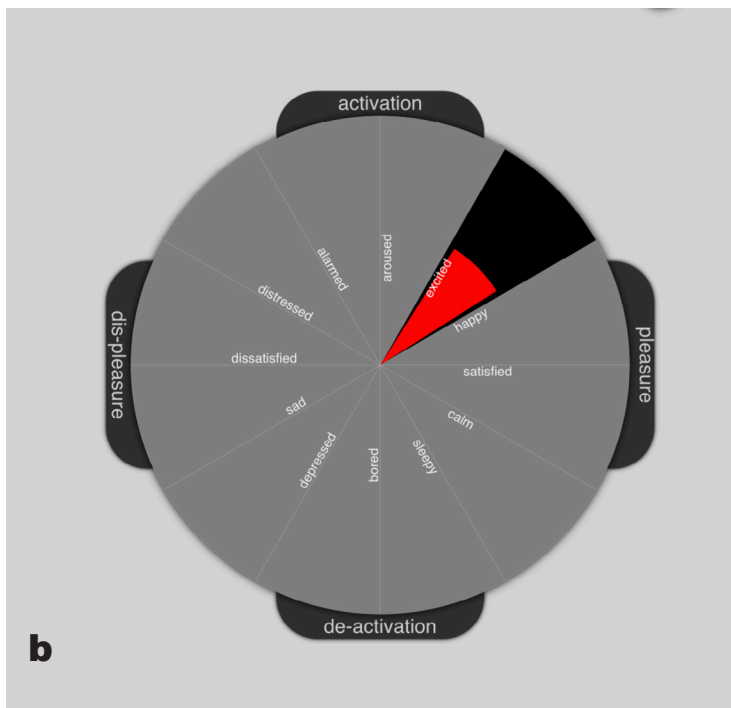 activation
aroused
alarmed
excited
distressed
happy
dis-pleasure
pleasure
dissatisfied
satisfied
sad
calm
depressed
bored
sleepy
de-activation
b